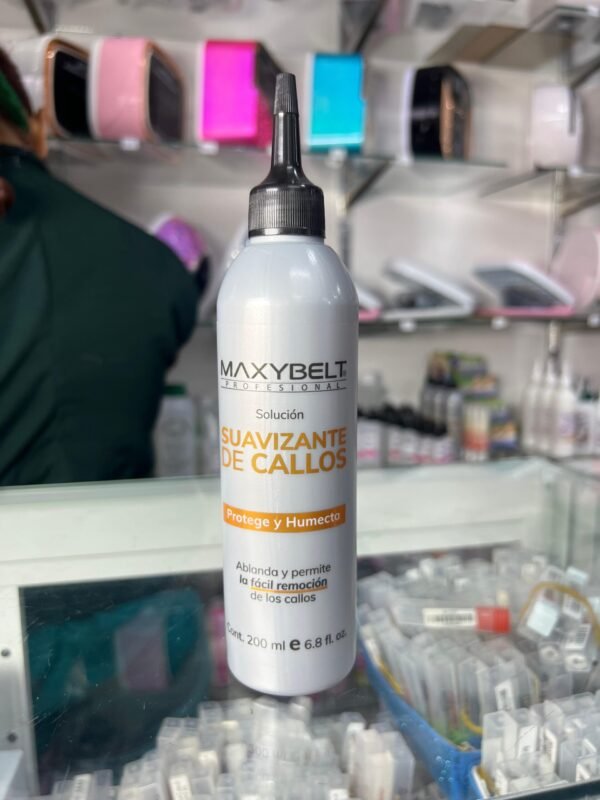 MAXYBELT
PROFESIONAL
Solución
SUAVIZANTE
DE CALLOS
Protege y Humecta
Ablanda y permite
la fácil remoción
de los callos
Cont. 200 ml e 6.8 fl. oz.